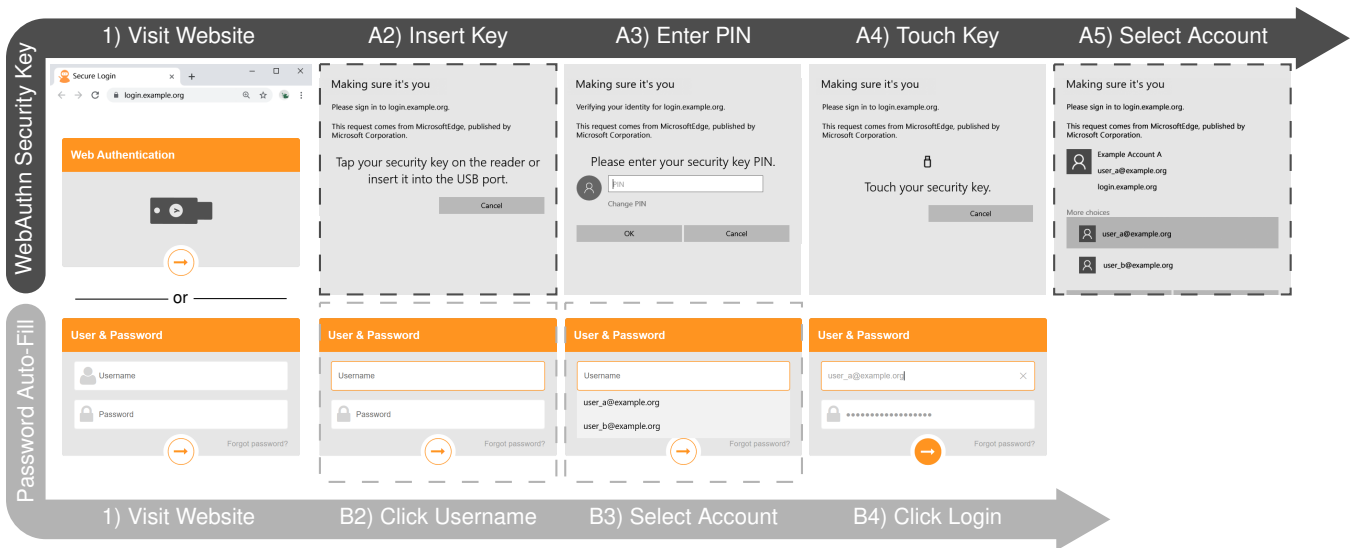 1) Visit Website
A2) Insert Key
A3) Enter PIN
A4) Touch Key
A5) Select Account
WebAuthn Security Key
Secure Login
login.example.org
Web Authentication
Making sure it's you
Please sign in to login.example.org.
This request comes from MicrosoftEdge, published by
Microsoft Corporation.
Tap your security key on the reader or
insert it into the USB port.
Cancel
Making sure it's you
Verifying your identity for login.example.org.
This request comes from MicrosoftEdge, published by
Microsoft Corporation.
Please enter your security key PIN.
PIN
Change PIN
OK
Cancel
Making sure it's you
Please sign in to login.example.org.
This request comes from MicrosoftEdge, published by
Microsoft Corporation.
Touch your security key.
Cancel
Making sure it's you
Please sign in to login.example.org.
This request comes from MicrosoftEdge, published by
Microsoft Corporation.
Example Account A
user_a@example.org
login.example.org
More choices
user_a@example.org
user_b@example.org
or
Password Auto-Fill
User & Password
Username
Password
Forgot password?
User & Password
Username
Password
Forgot password?
User & Password
Username
user_a@example.org
user_b@example.org
Forgot password?
User & Password
user_a@example.org
Forgot password?
1) Visit Website
B2) Click Username
B3) Select Account
B4) Click Login